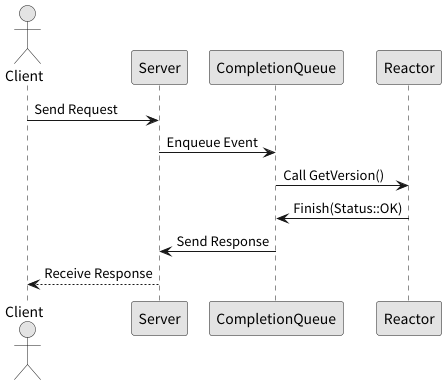 Client
Server
CompletionQueue
Reactor
Send Request
Enqueue Event
Call GetVersion()
Finish(Status::OK)
Send Response
Receive Response
Client
Server
CompletionQueue
Reactor